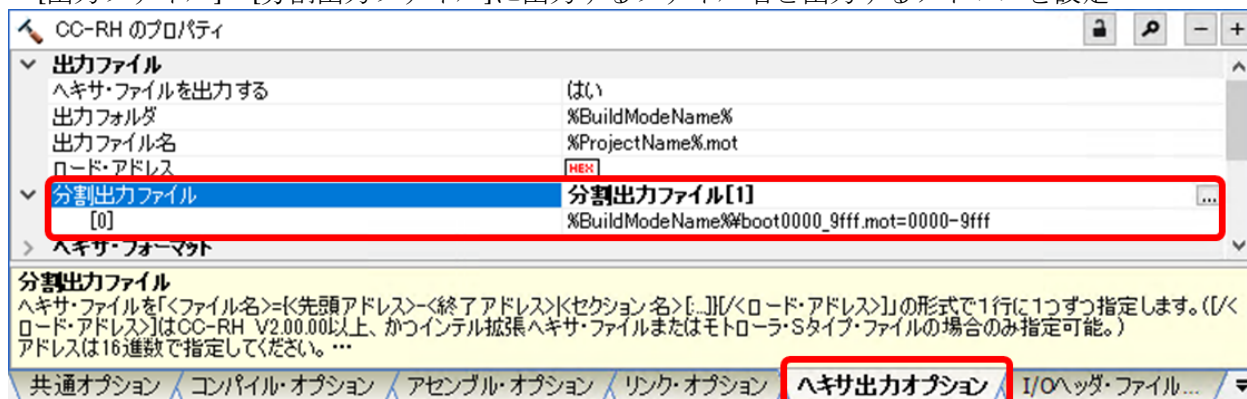 CC-RH のプロパティ
出力ファイル
ヘキサ・ファイルを出力する はい
出力フォルダ %BuildModeName%
出力ファイル名 %ProjectName%.mot
ロード・アドレス HEX
分割出力ファイル 分割出力ファイル[1] ...
[0] %BuildModeName%¥boot0000_9fff.mot=0000-9fff
ヘキサ・フォーマット
分割出力ファイル
ヘキサ・ファイルを「<ファイル名>={<先頭アドレス>-<終了アドレス>|<セクション名>[:...]}[/<ロード・アドレス>]」の形式で1行に1つずつ指定します。([/<
ロード・アドレス>]はCC-RH V2.00.00以上、かつインテル拡張ヘキサ・ファイルまたはモトローラ・Sタイプ・ファイルの場合のみ指定可能。)
アドレスは16進数で指定してください。…
共通オプション コンパイル・オプション アセンブル・オプション リンク・オプション ヘキサ出力オプション I/Oヘッダ・ファイル...